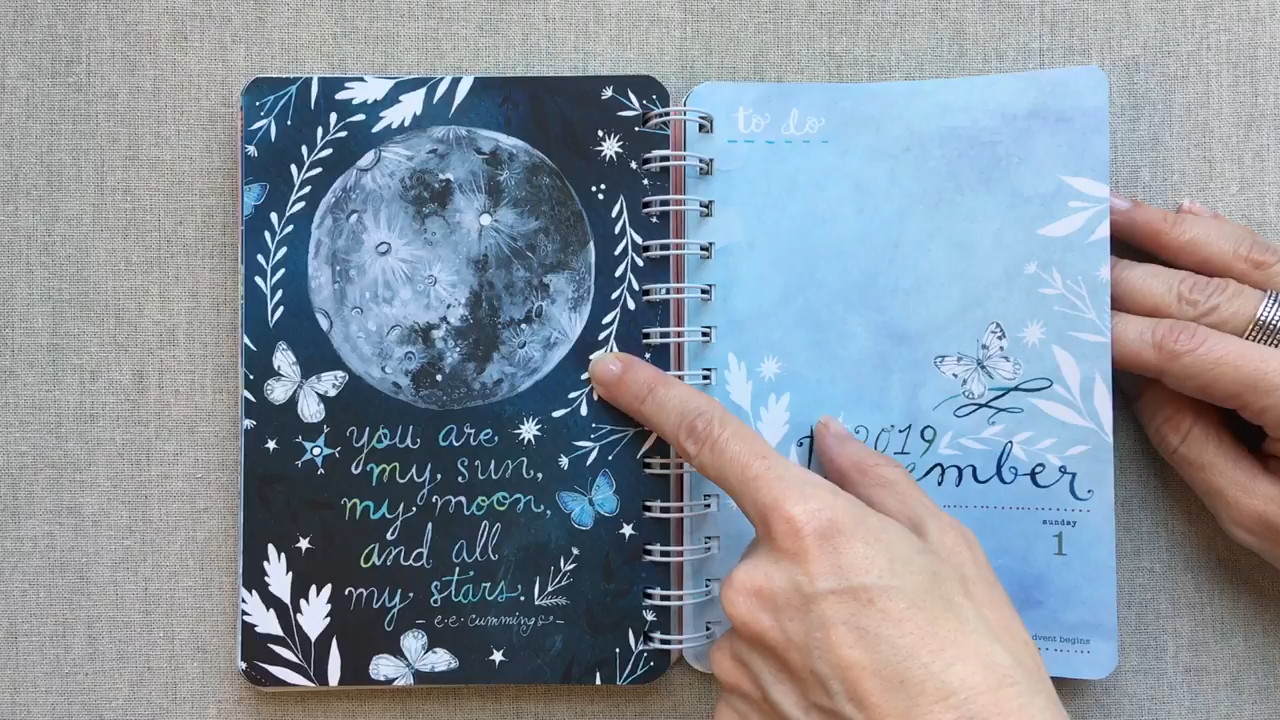 you are
my sun,
my moon,
and all
my stars.
- e.e. cummings -
to do
2019
ember
sunday
1
dvent begins